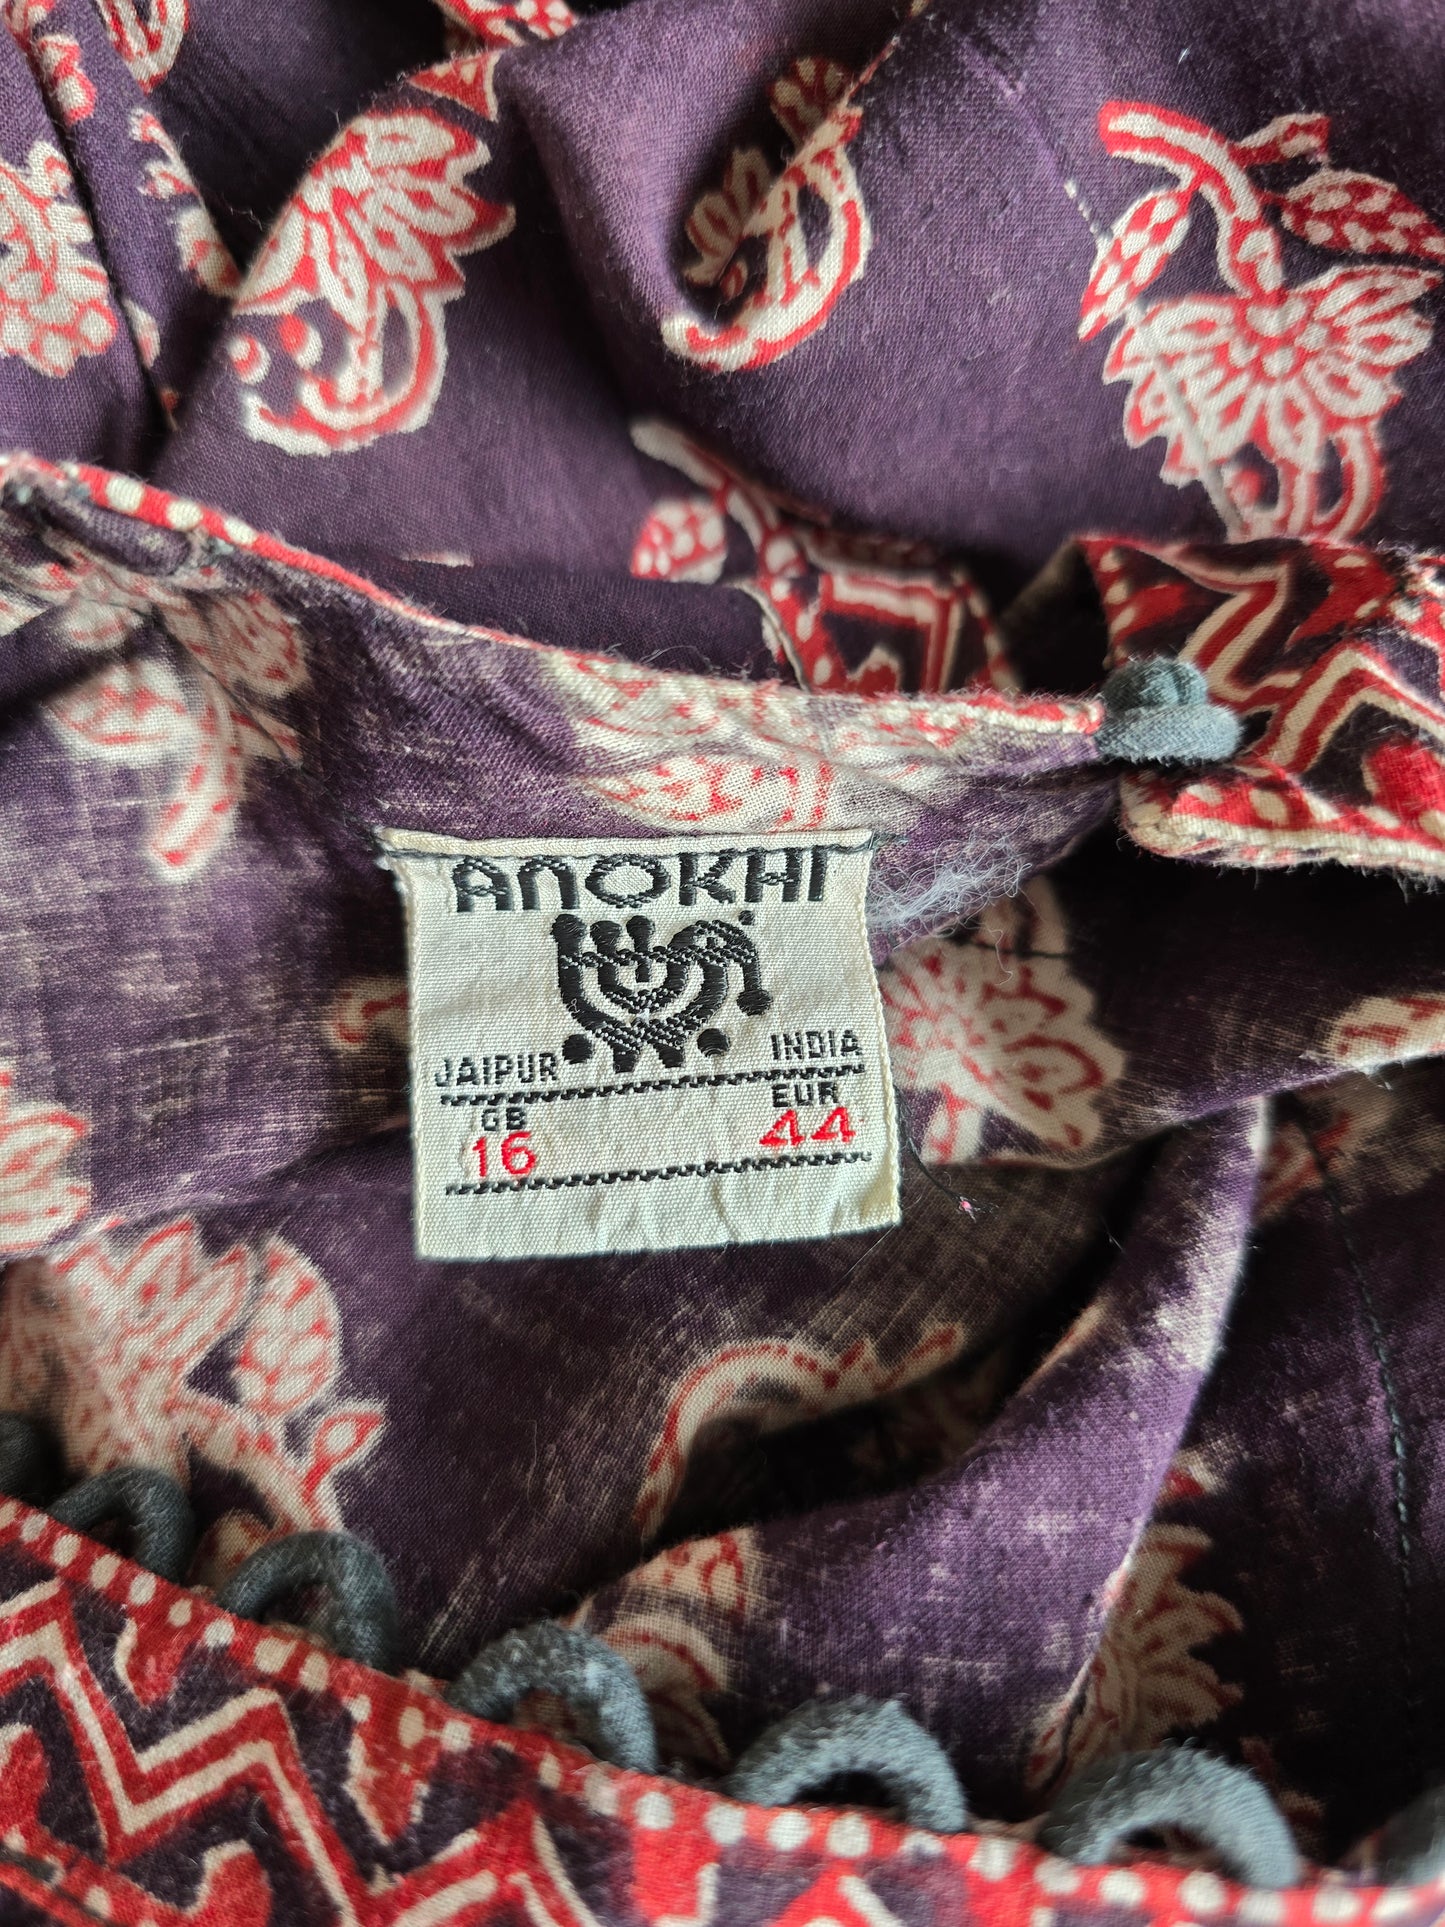 ANOKHI
JAIPUR INDIA
GB EUR
16 44